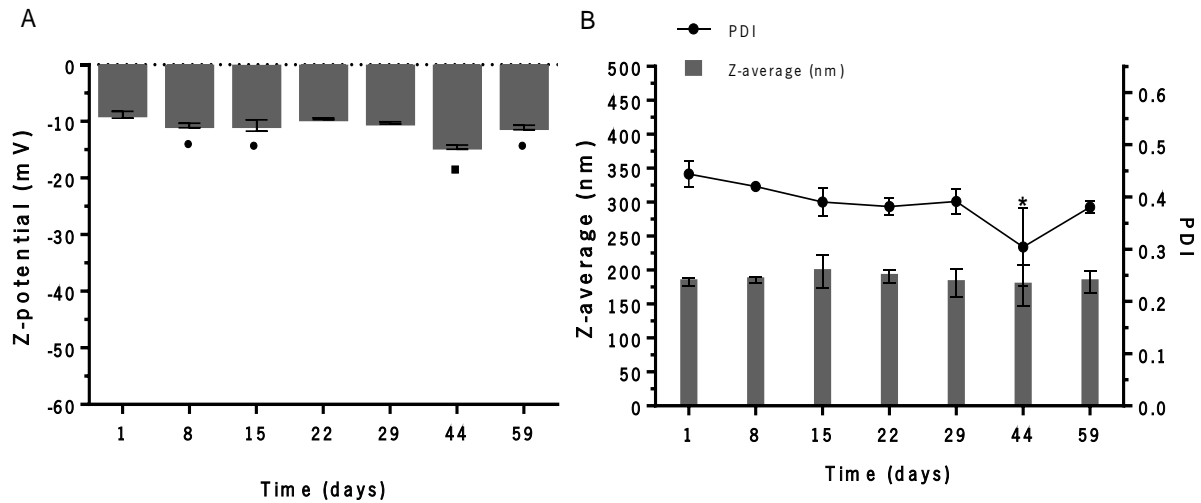 A
Z-potential (mV)
0
-10
-20
-30
-40
-50
-60
1 8 15 22 29 44 59
Time (days)
B
PDI
Z-average (nm)
Z-average (nm)
500
450
400
350
300
250
200
150
100
50
0
*
0.6
0.5
0.4
0.3
0.2
0.1
0.0
PDI
1 8 15 22 29 44 59
Time (days)